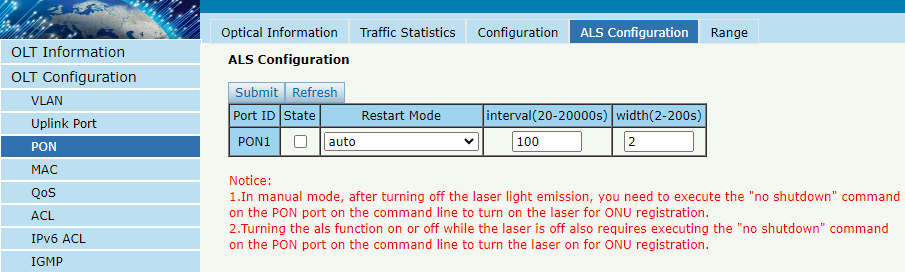 Optical Information Traffic Statistics Configuration ALS Configuration Range
OLT Information
OLT Configuration
VLAN
Uplink Port
PON
MAC
QoS
ACL
IPv6 ACL
IGMP
ALS Configuration
Submit Refresh
Port ID State Restart Mode interval(20-20000s) width(2-200s)
PON1 auto 100 2
Notice:
1.In manual mode, after turning off the laser light emission, you need to execute the "no shutdown" command
on the PON port on the command line to turn on the laser for ONU registration.
2.Turning the als function on or off while the laser is off also requires executing the "no shutdown" command
on the PON port on the command line to turn the laser on for ONU registration.